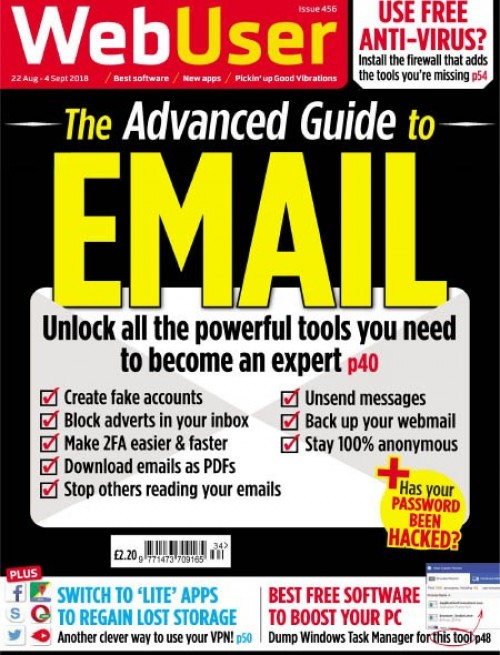 WebUser
Issue 456
22 Aug - 4 Sept 2018 / Best software / New apps / Pickin' up Good Vibrations
USE FREE
ANTI-VIRUS?
Install the firewall that adds
the tools you're missing p54
The Advanced Guide to
EMAIL
Unlock all the powerful tools you need
to become an expert p40
Create fake accounts
Block adverts in your inbox
Make 2FA easier & faster
Download emails as PDFs
Stop others reading your emails
Unsend messages
Back up your webmail
Stay 100% anonymous
+ Has your
PASSWORD
BEEN
HACKED?
£2.20
34
9 771473 709165
PLUS
SWITCH TO 'LITE' APPS
TO REGAIN LOST STORAGE
Another clever way to use your VPN! p50
BEST FREE SOFTWARE
TO BOOST YOUR PC
Dump Windows Task Manager for this tool p48